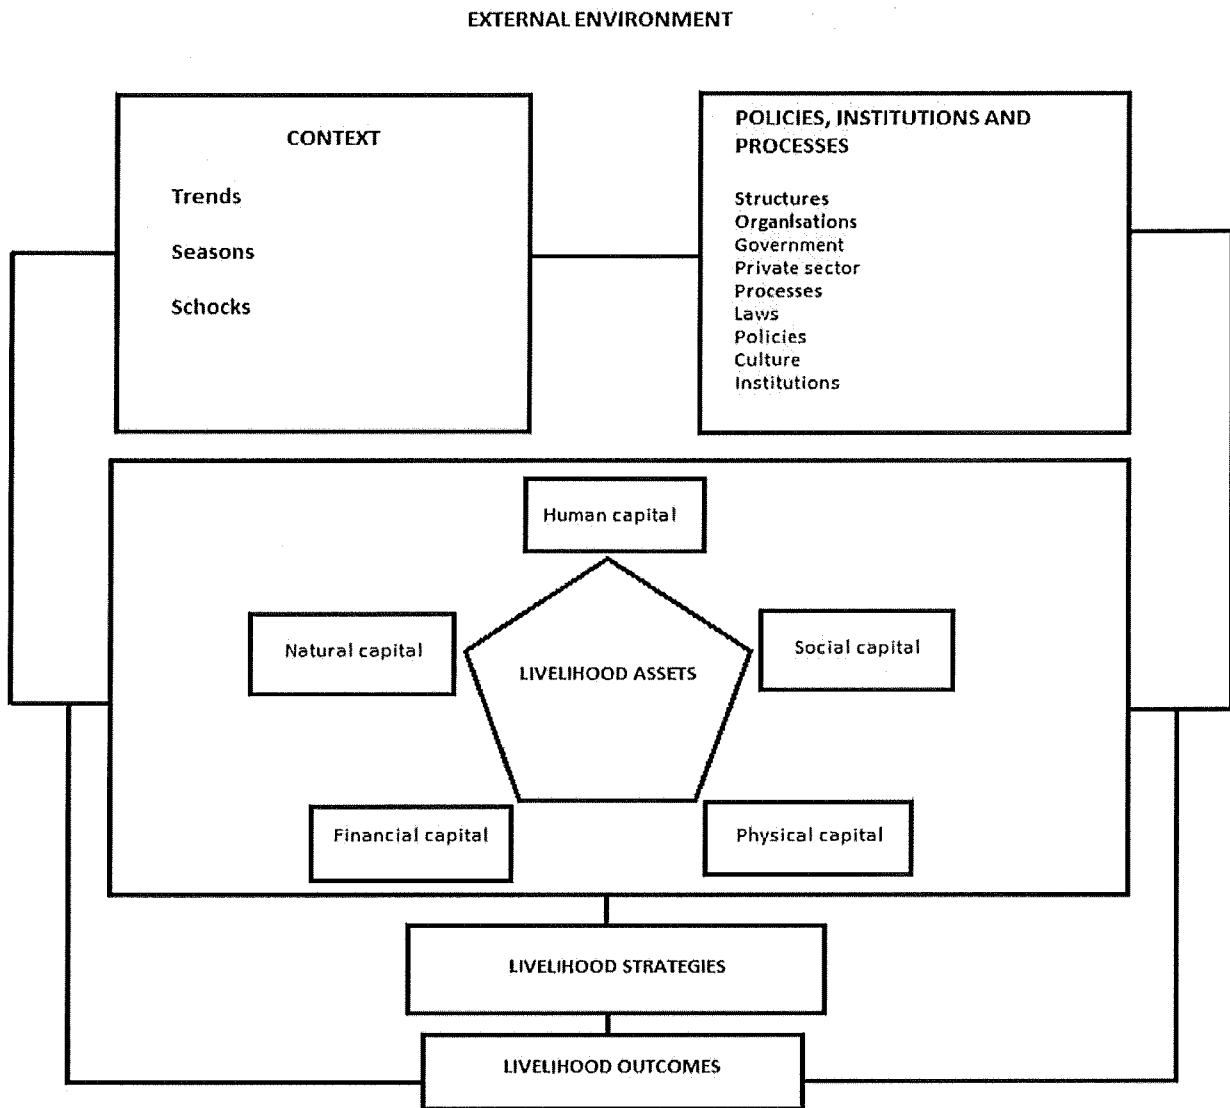 EXTERNAL ENVIRONMENT
CONTEXT
Trends
Seasons
Schocks
POLICIES, INSTITUTIONS AND
PROCESSES
Structures
Organisations
Government
Private sector
Processes
Laws
Policies
Culture
Institutions
Human capital
Natural capital
Social capital
LIVELIHOOD ASSETS
Financial capital
Physical capital
LIVELIHOOD STRATEGIES
LIVELIHOOD OUTCOMES